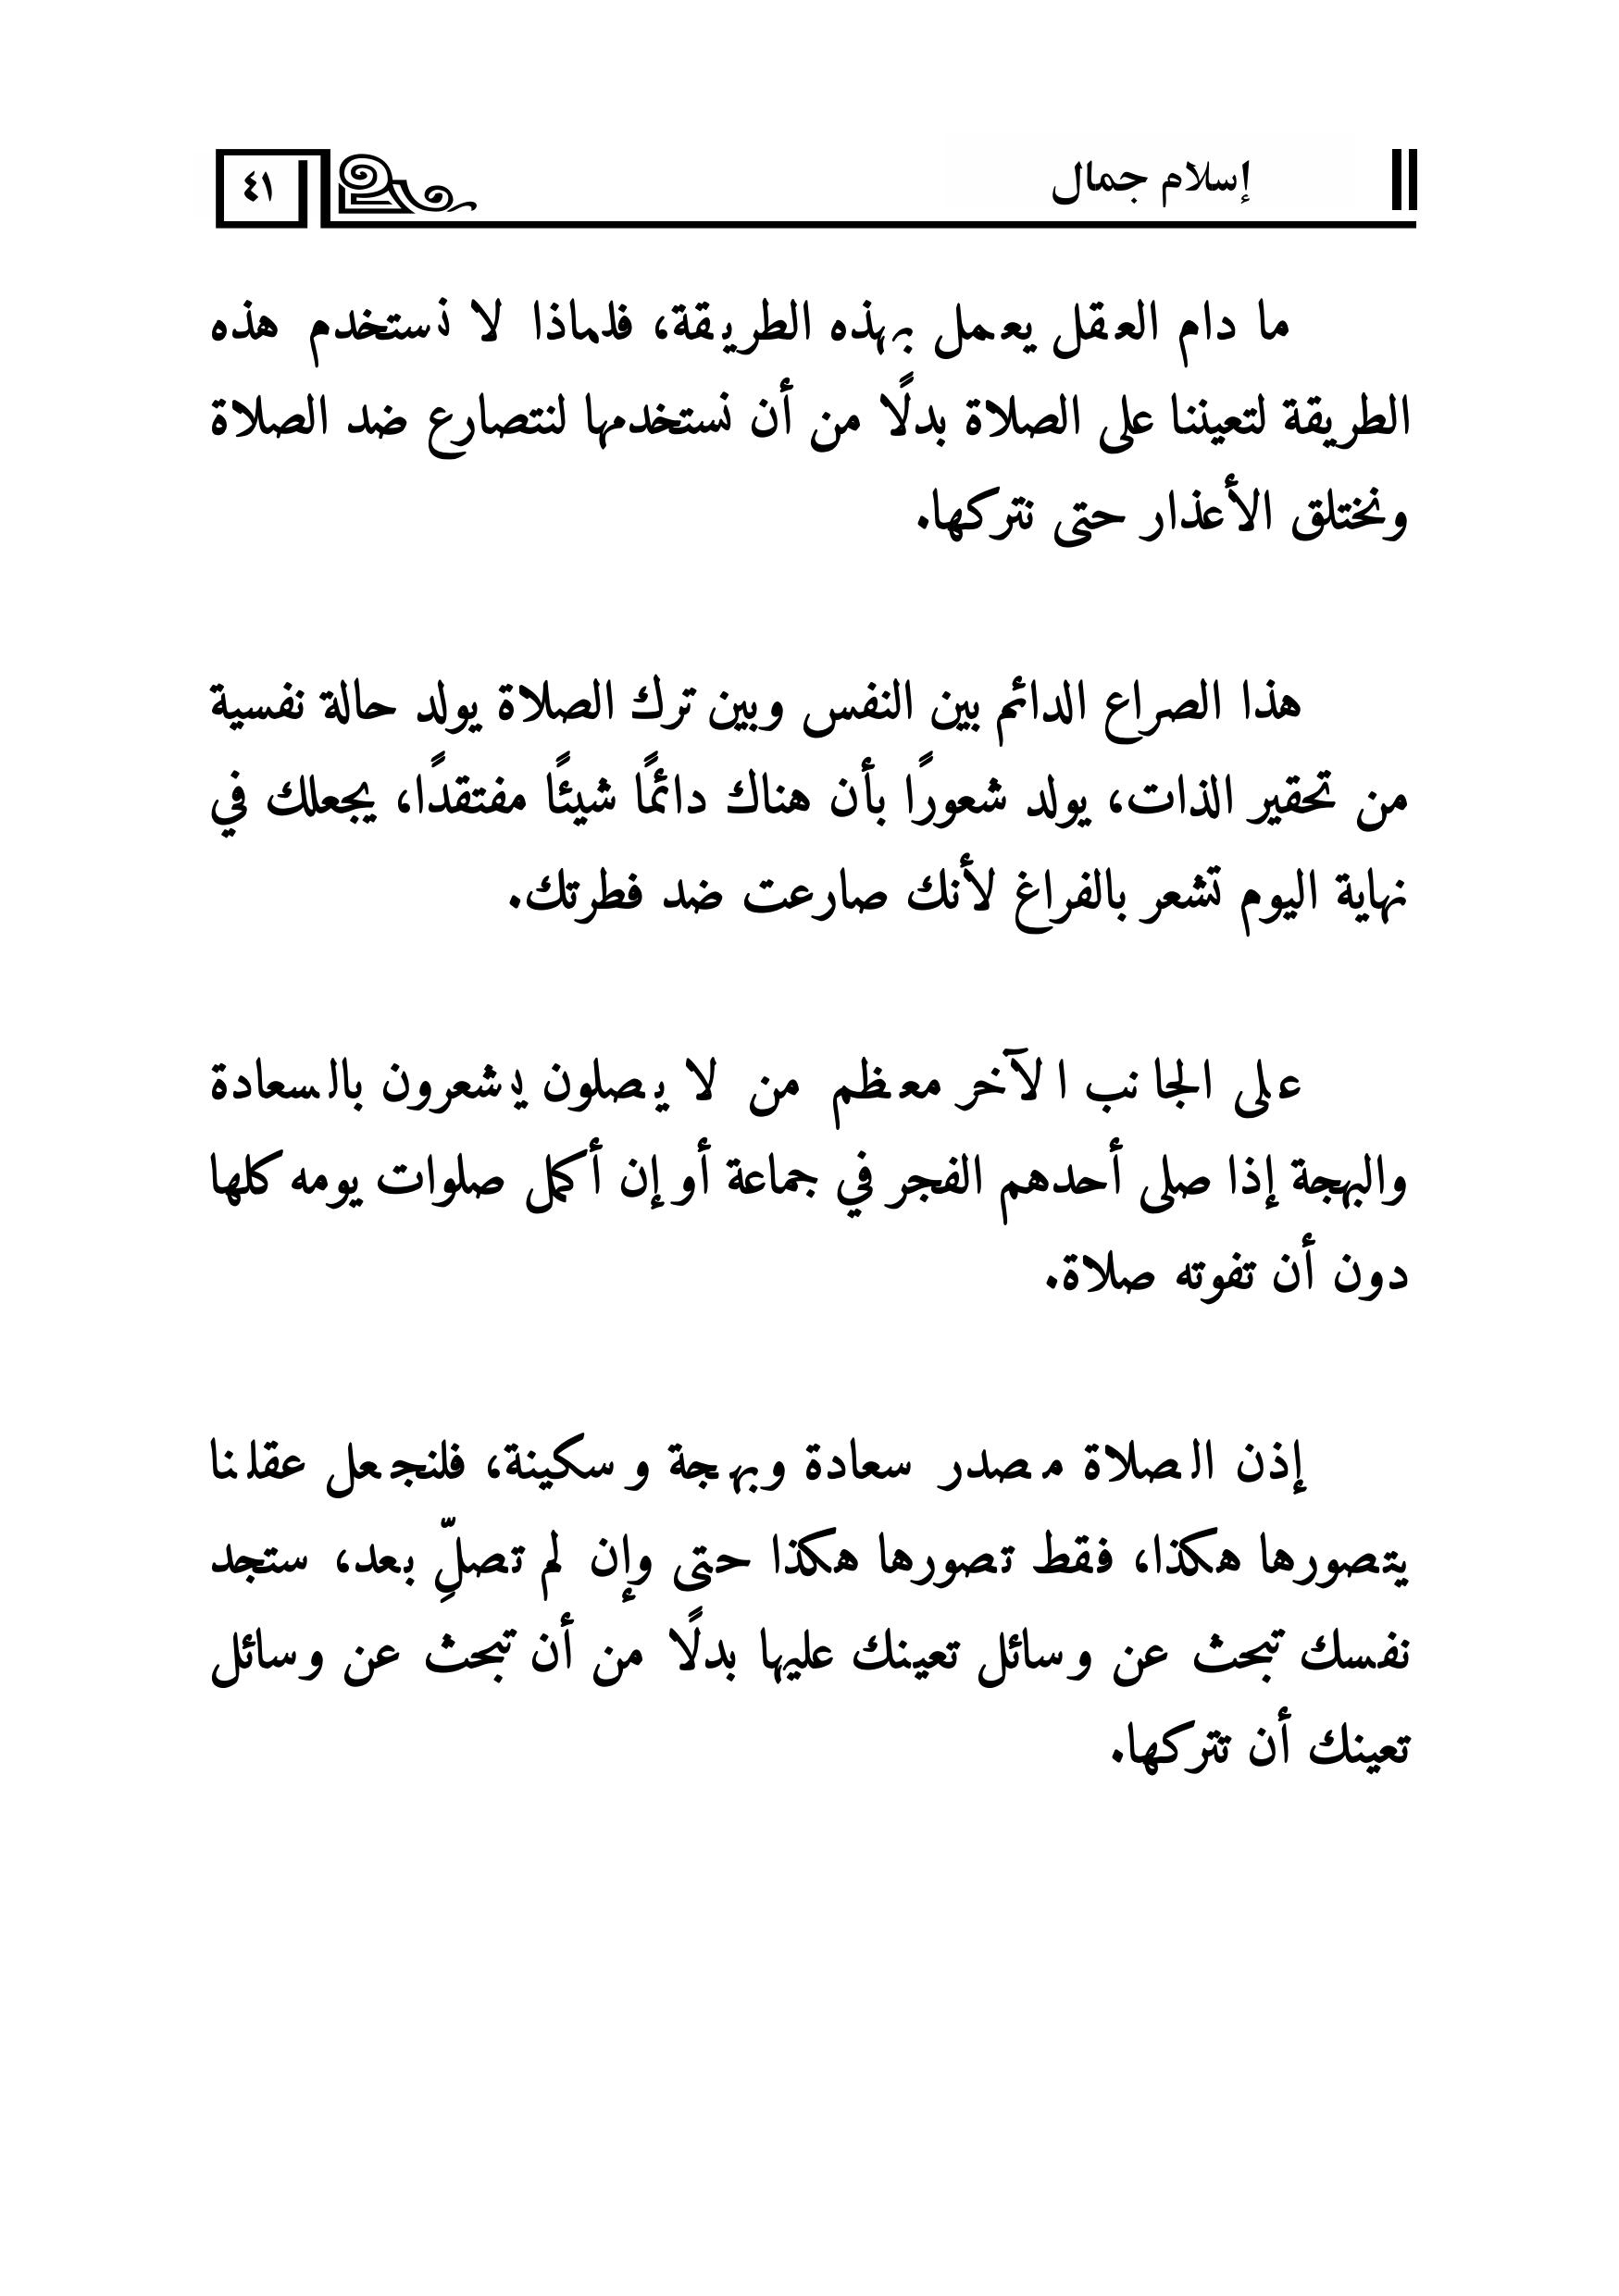 إسلام جمال
٤١
ما دام العقل يعمل بهذه الطريقة، فلماذا لا نستخدم هذه
الطريقة لتعيننا على الصلاة بدلًا من أن نستخدمها لنتصارع ضد الصلاة
ونختلق الأعذار حتى نتركها.
هذا الصراع الدائم بين النفس وبين ترك الصلاة يولد حالة نفسية
من تحقير الذات، يولد شعورًا بأن هناك دائمًا شيئًا مفتقدًا، يجعلك في
نهاية اليوم تشعر بالفراغ لأنك صارعت ضد فطرتك.
على الجانب الآخر معظم من لا يصلون يشعرون بالسعادة
والبهجة إذا صلى أحدهم الفجر في جماعة أو إن أكمل صلوات يومه كلها
دون أن تفوته صلاة.
إذن الصلاة مصدر سعادة وبهجة وسكينة، فلنجعل عقلنا
يتصورها هكذا، فقط تصورها هكذا حتى وإن لم تصلِّ بعد، ستجد
نفسك تبحث عن وسائل تعينك عليها بدلًا من أن تبحث عن وسائل
تعينك أن تتركها.